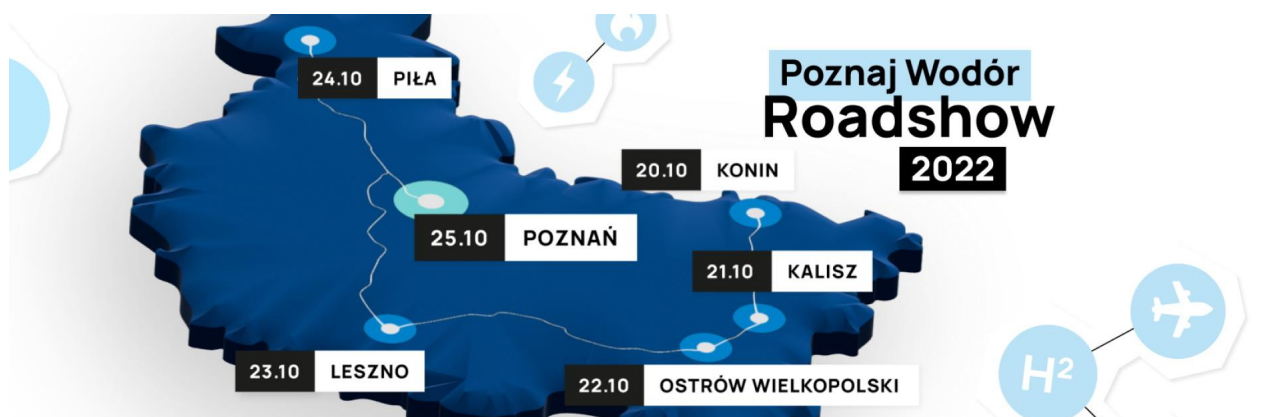 Poznaj Wodór
Roadshow
2022
24.10 PIŁA
20.10 KONIN
25.10 POZNAŃ
21.10 KALISZ
23.10 LESZNO
22.10 OSTRÓW WIELKOPOLSKI
H²